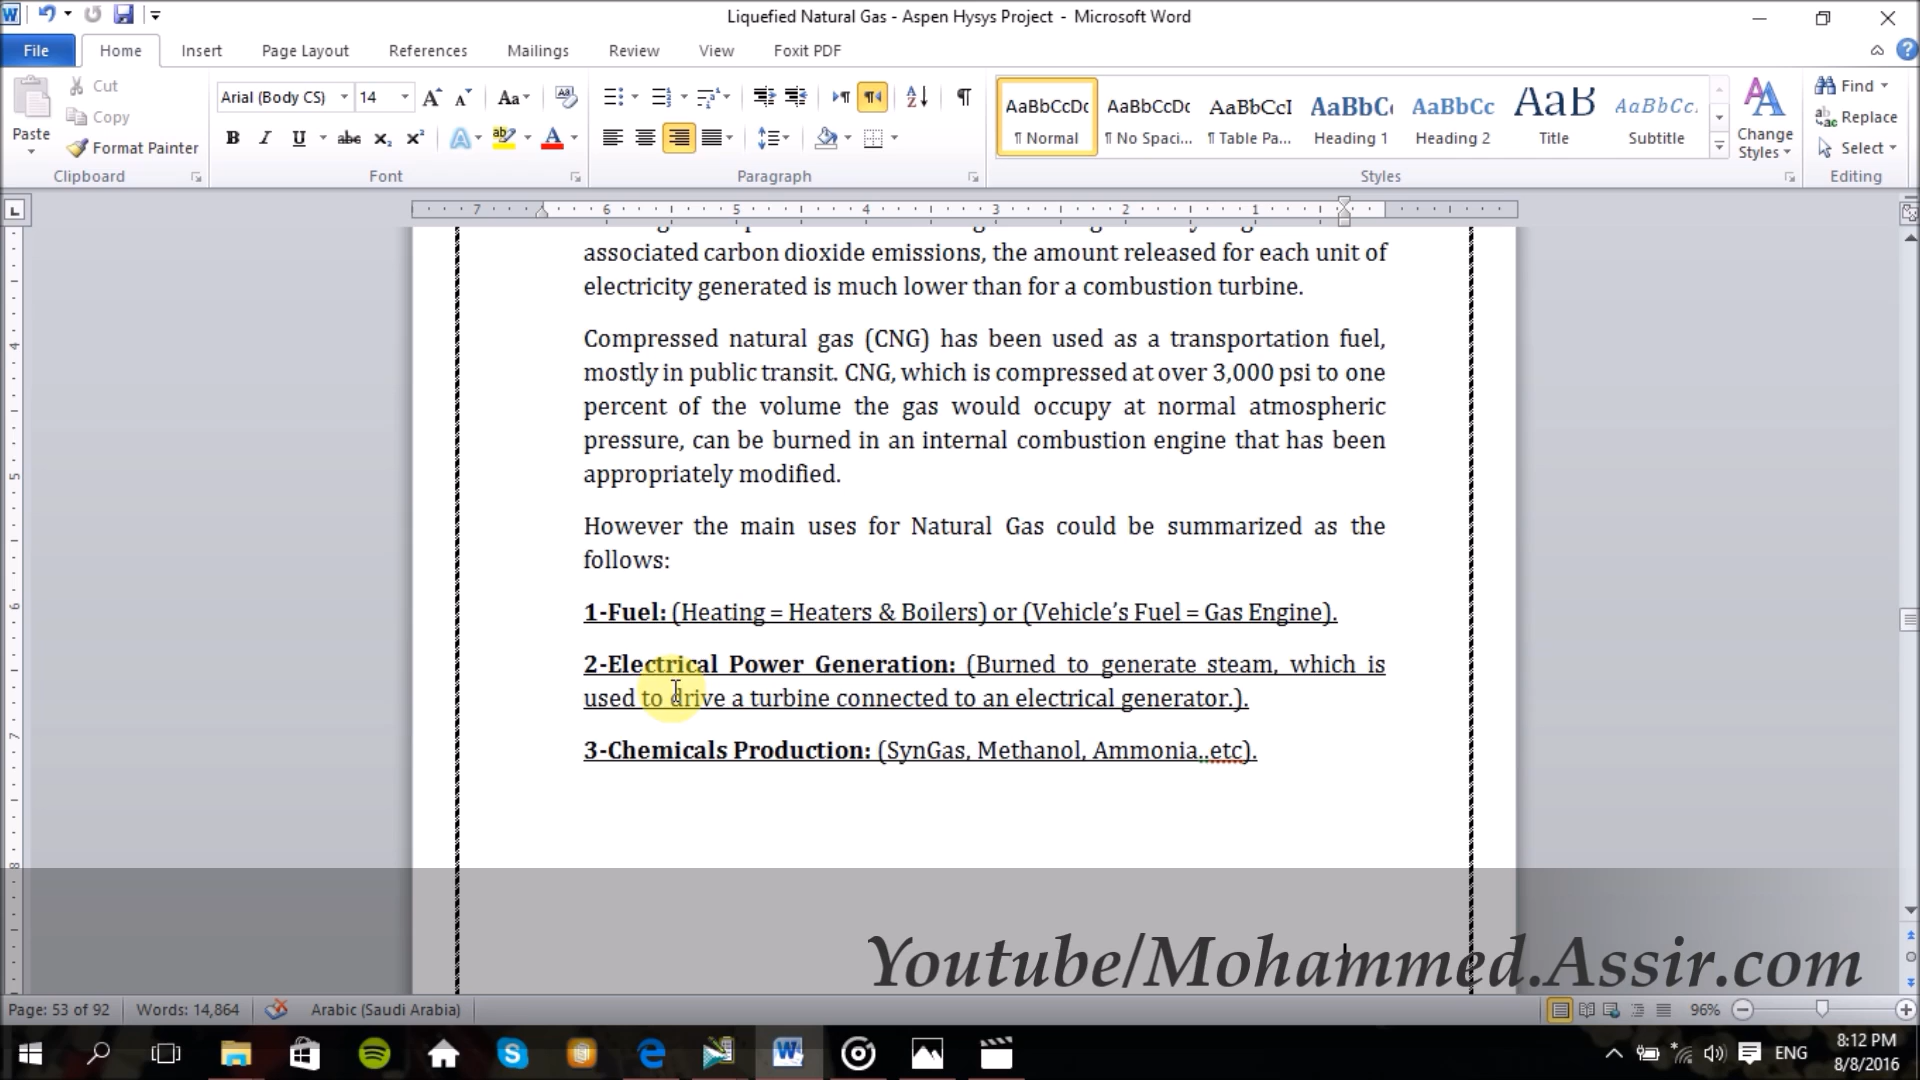 Liquefied Natural Gas - Aspen Hysys Project - Microsoft Word
File Home Insert Page Layout References Mailings Review View Foxit PDF
Paste
Cut
Copy
Format Painter
Clipboard
Arial (Body CS) 14
Font
Paragraph
AaBbCcDc AaBbCcDc AaBbCcI AaBbC AaBbCc AaB AaBbCc.
¶ Normal ¶ No Spaci... ¶ Table Pa... Heading 1 Heading 2 Title Subtitle
Change Styles
Styles
Find
Replace
Select
Editing
7 6 5 4 3 2 1
associated carbon dioxide emissions, the amount released for each unit of
electricity generated is much lower than for a combustion turbine.
Compressed natural gas (CNG) has been used as a transportation fuel,
mostly in public transit. CNG, which is compressed at over 3,000 psi to one
percent of the volume the gas would occupy at normal atmospheric
pressure, can be burned in an internal combustion engine that has been
appropriately modified.
However the main uses for Natural Gas could be summarized as the
follows:
1-Fuel: (Heating = Heaters & Boilers) or (Vehicle’s Fuel = Gas Engine).
2-Electrical Power Generation: (Burned to generate steam, which is
used to drive a turbine connected to an electrical generator.).
3-Chemicals Production: (SynGas, Methanol, Ammonia..etc).
Youtube/Mohammed.Assir.com
Page: 53 of 92 Words: 14,864 Arabic (Saudi Arabia) 96%
ENG
8:12 PM
8/8/2016